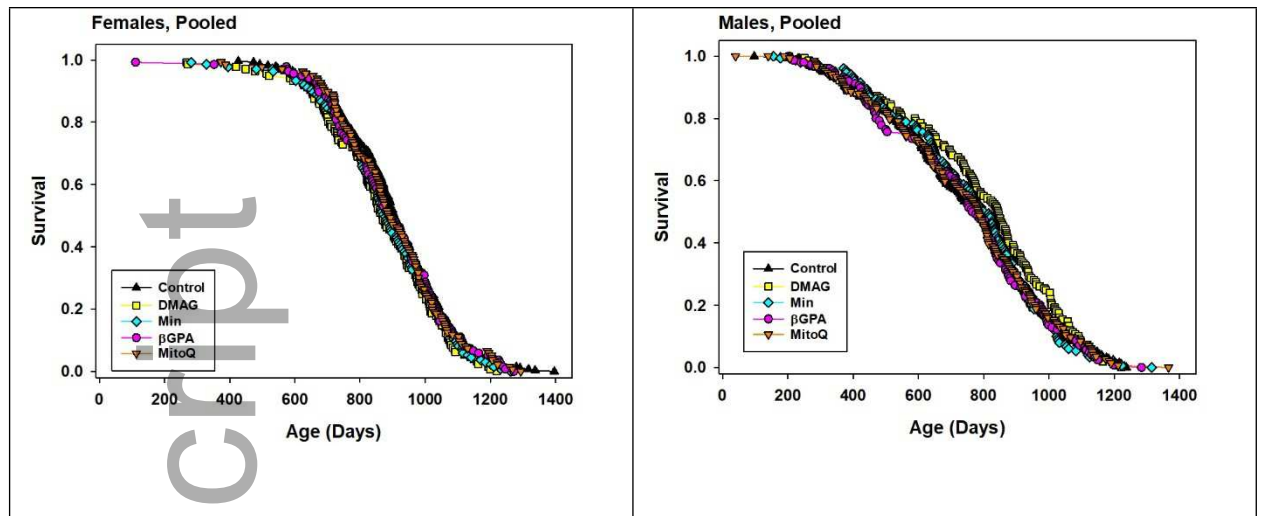 Females, Pooled
1.0
0.8
0.6
0.4
0.2
0.0
Survival
Control
DMAG
Min
βGPA
MitoQ
0 200 400 600 800 1000 1200 1400
Age (Days)
Males, Pooled
1.0
0.8
0.6
0.4
0.2
0.0
Survival
Control
DMAG
Min
βGPA
MitoQ
0 200 400 600 800 1000 1200 1400
Age (Days)
cript